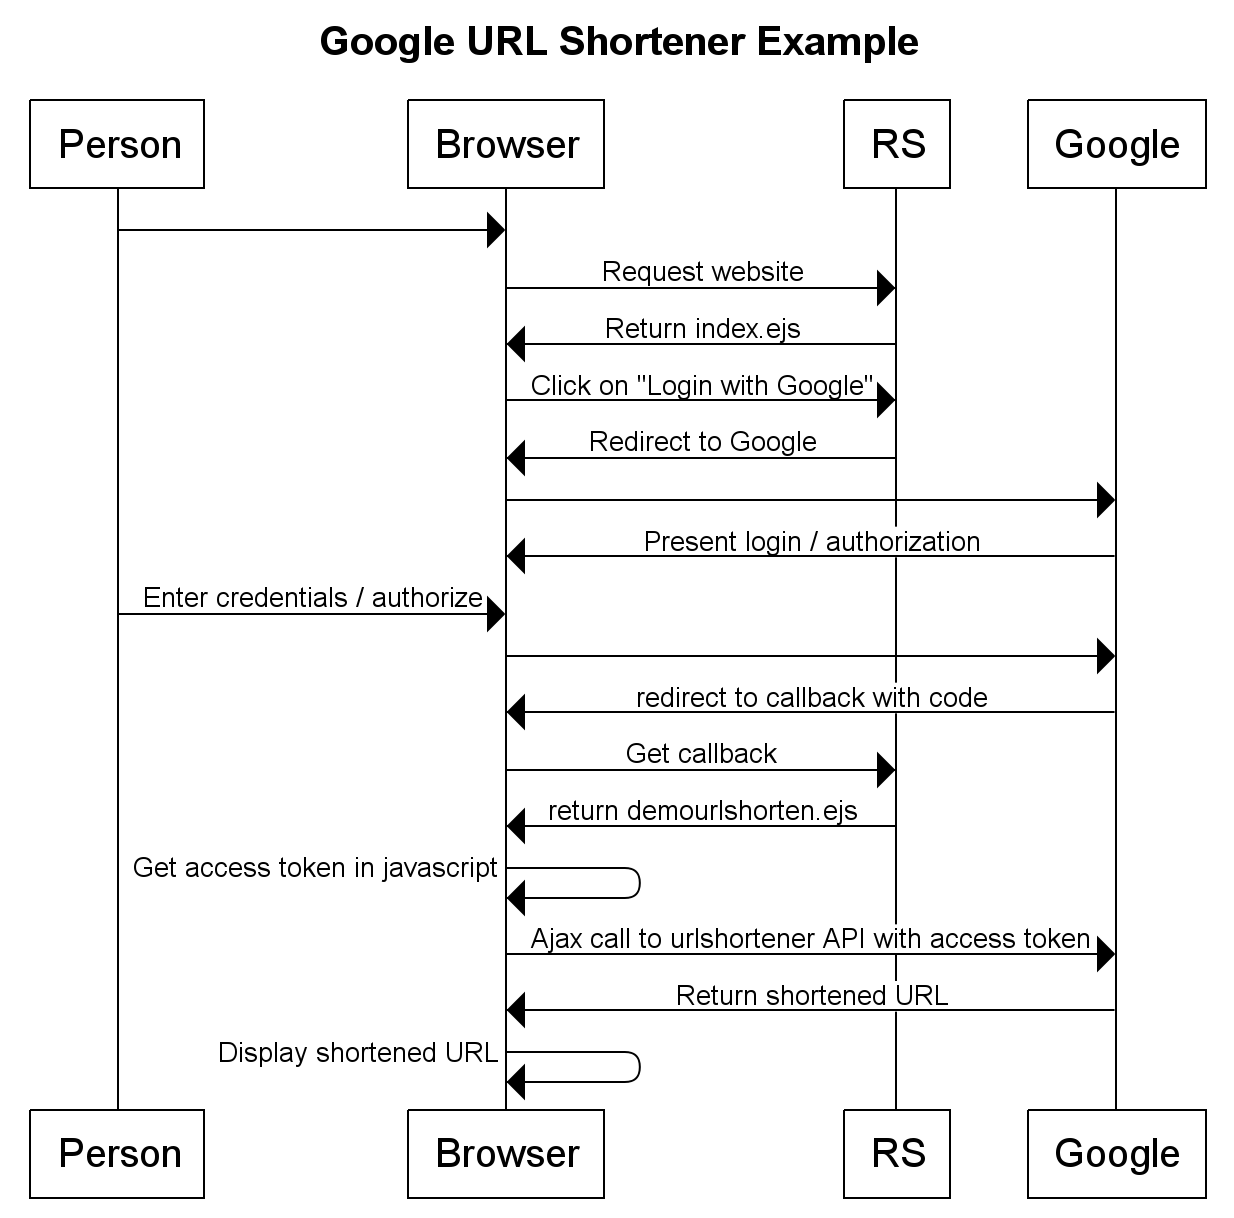 Google URL Shortener Example
Person
Browser
RS
Google
Request website
Return index.ejs
Click on "Login with Google"
Redirect to Google
Present login / authorization
Enter credentials / authorize
redirect to callback with code
Get callback
return demourlshorten.ejs
Get access token in javascript
Ajax call to urlshortener API with access token
Return shortened URL
Display shortened URL
Person
Browser
RS
Google